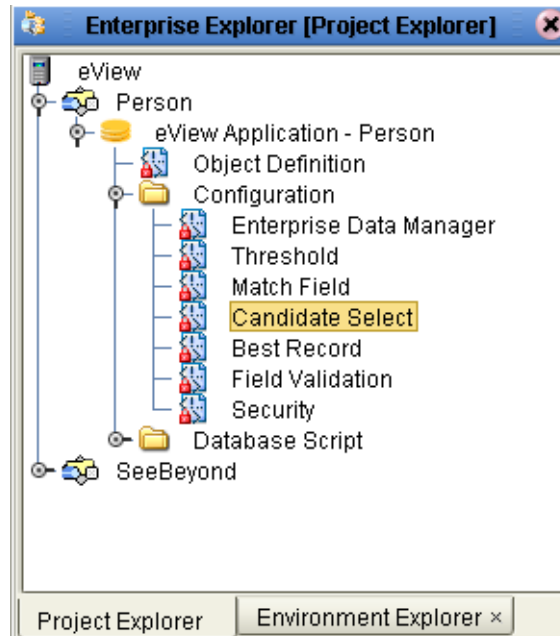 Enterprise Explorer [Project Explorer]
eView
Person
eView Application - Person
Object Definition
Configuration
Enterprise Data Manager
Threshold
Match Field
Candidate Select
Best Record
Field Validation
Security
Database Script
SeeBeyond
Project Explorer
Environment Explorer ×